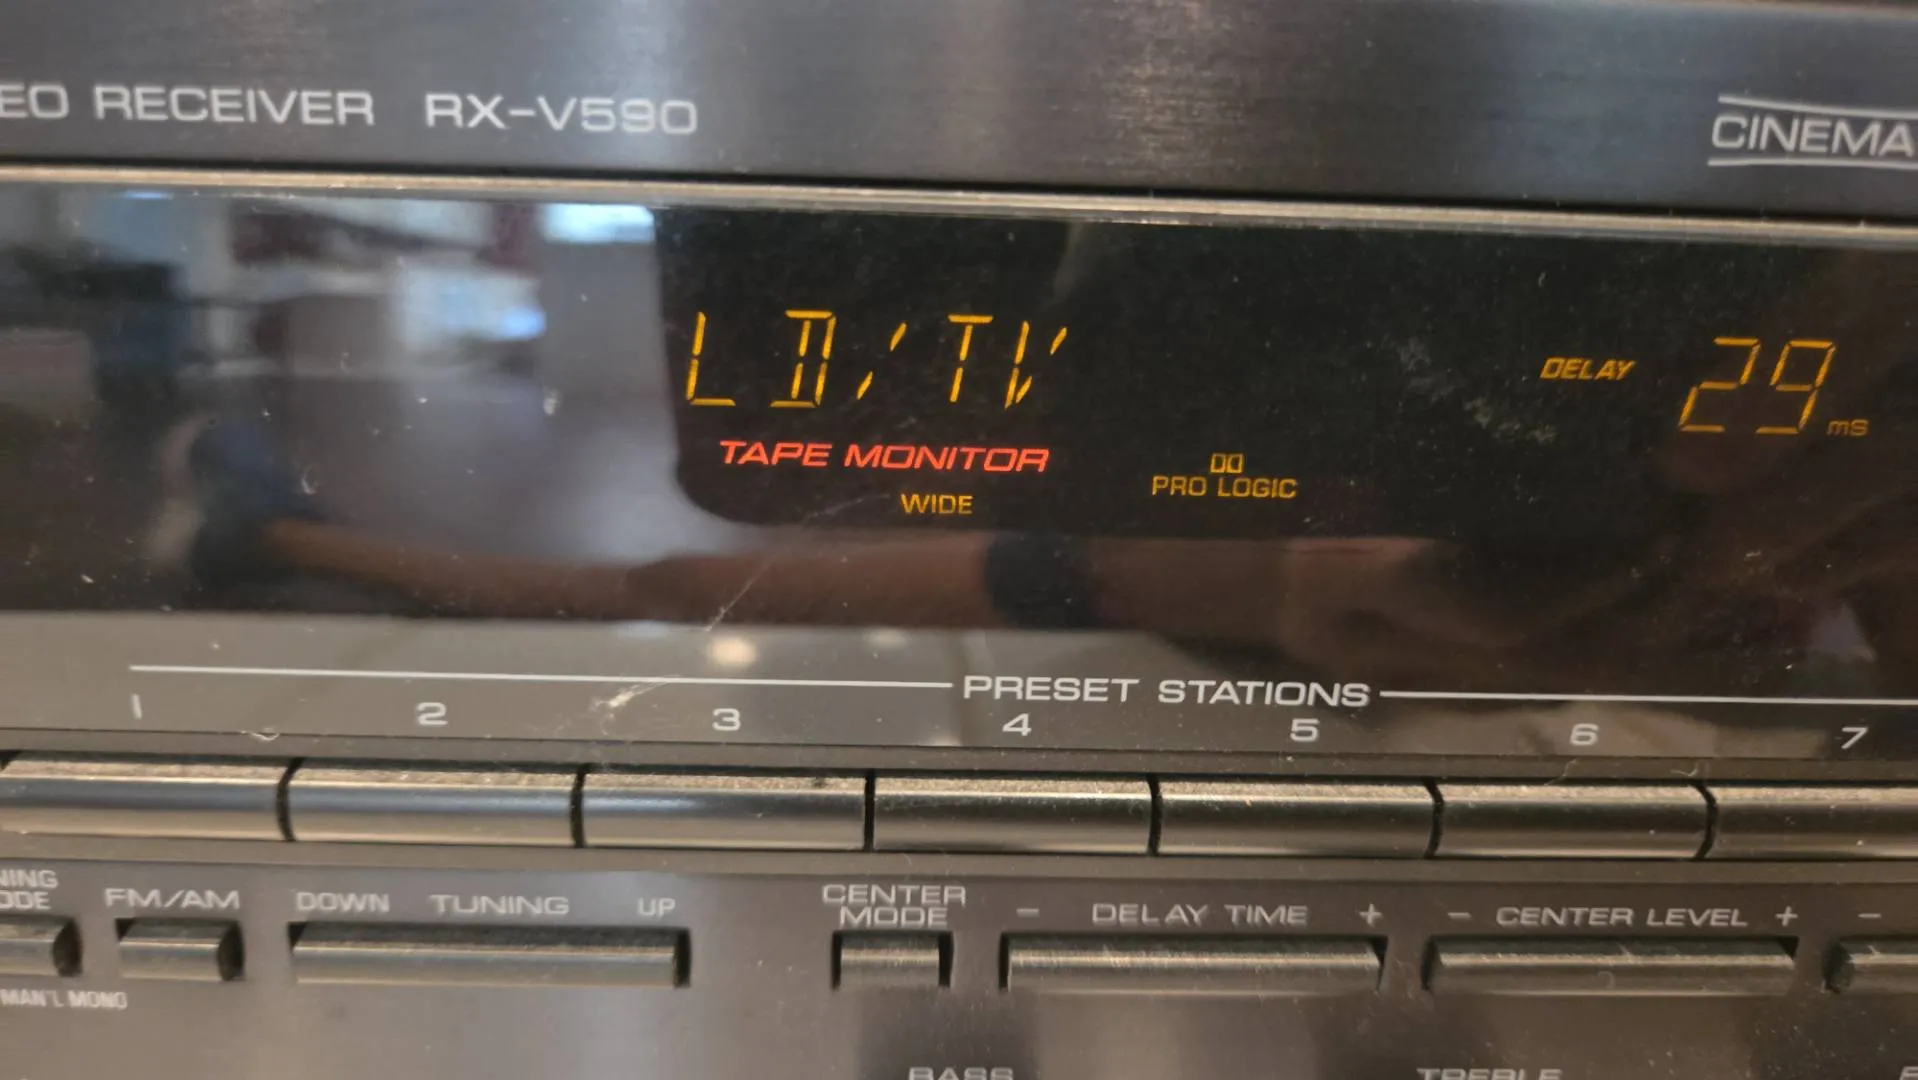 EO RECEIVER RX-V590
CINEMA
LD/TV
DELAY 29 mS
TAPE MONITOR
PRO LOGIC
WIDE
PRESET STATIONS
1 2 3 4 5 6 7
NING
ODE
FM/AM
DOWN TUNING UP
CENTER
MODE
− DELAY TIME +
− CENTER LEVEL +
−
MAN'L MONO
BASS
TREBLE